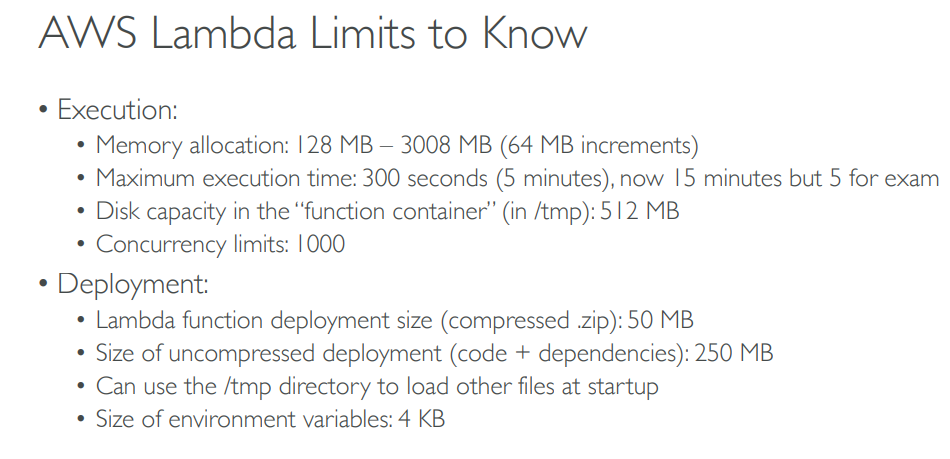 AWS Lambda Limits to Know
• Execution:
• Memory allocation: 128 MB – 3008 MB (64 MB increments)
• Maximum execution time: 300 seconds (5 minutes), now 15 minutes but 5 for exam
• Disk capacity in the “function container” (in /tmp): 512 MB
• Concurrency limits: 1000
• Deployment:
• Lambda function deployment size (compressed .zip): 50 MB
• Size of uncompressed deployment (code + dependencies): 250 MB
• Can use the /tmp directory to load other files at startup
• Size of environment variables: 4 KB